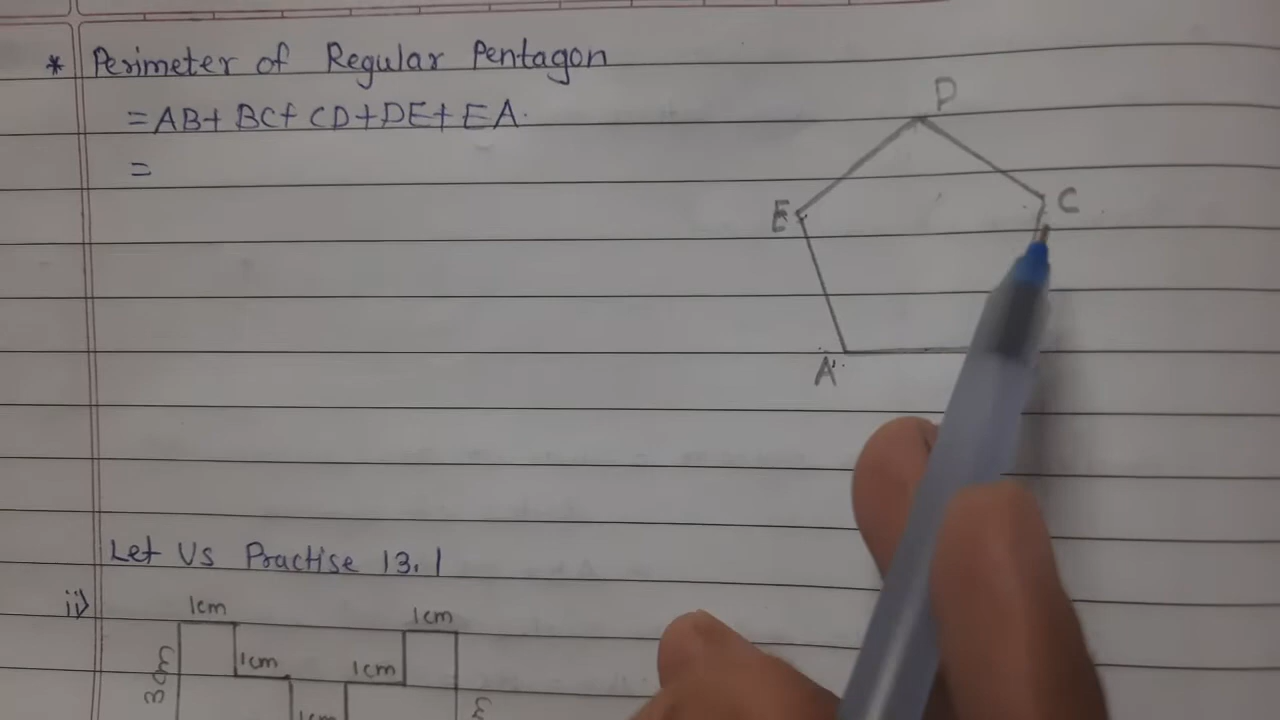 * Perimeter of Regular Pentagon
= AB + BC + CD + DE + EA.
=
D
E
C
A
Let Us Practise 13.1
ii)
1cm
1cm
1cm
1cm
3cm
1cm